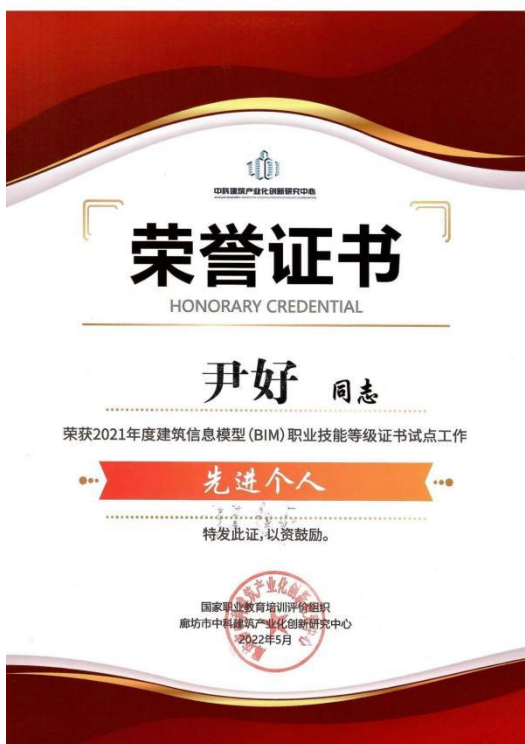 中科建筑产业化创新研究中心
荣誉证书
HONORARY CREDENTIAL
尹好 同志
荣获2021年度建筑信息模型(BIM)职业技能等级证书试点工作
先进个人
特发此证,以资鼓励。
国家职业教育培训评价组织
廊坊市中科建筑产业化创新研究中心
2022年5月